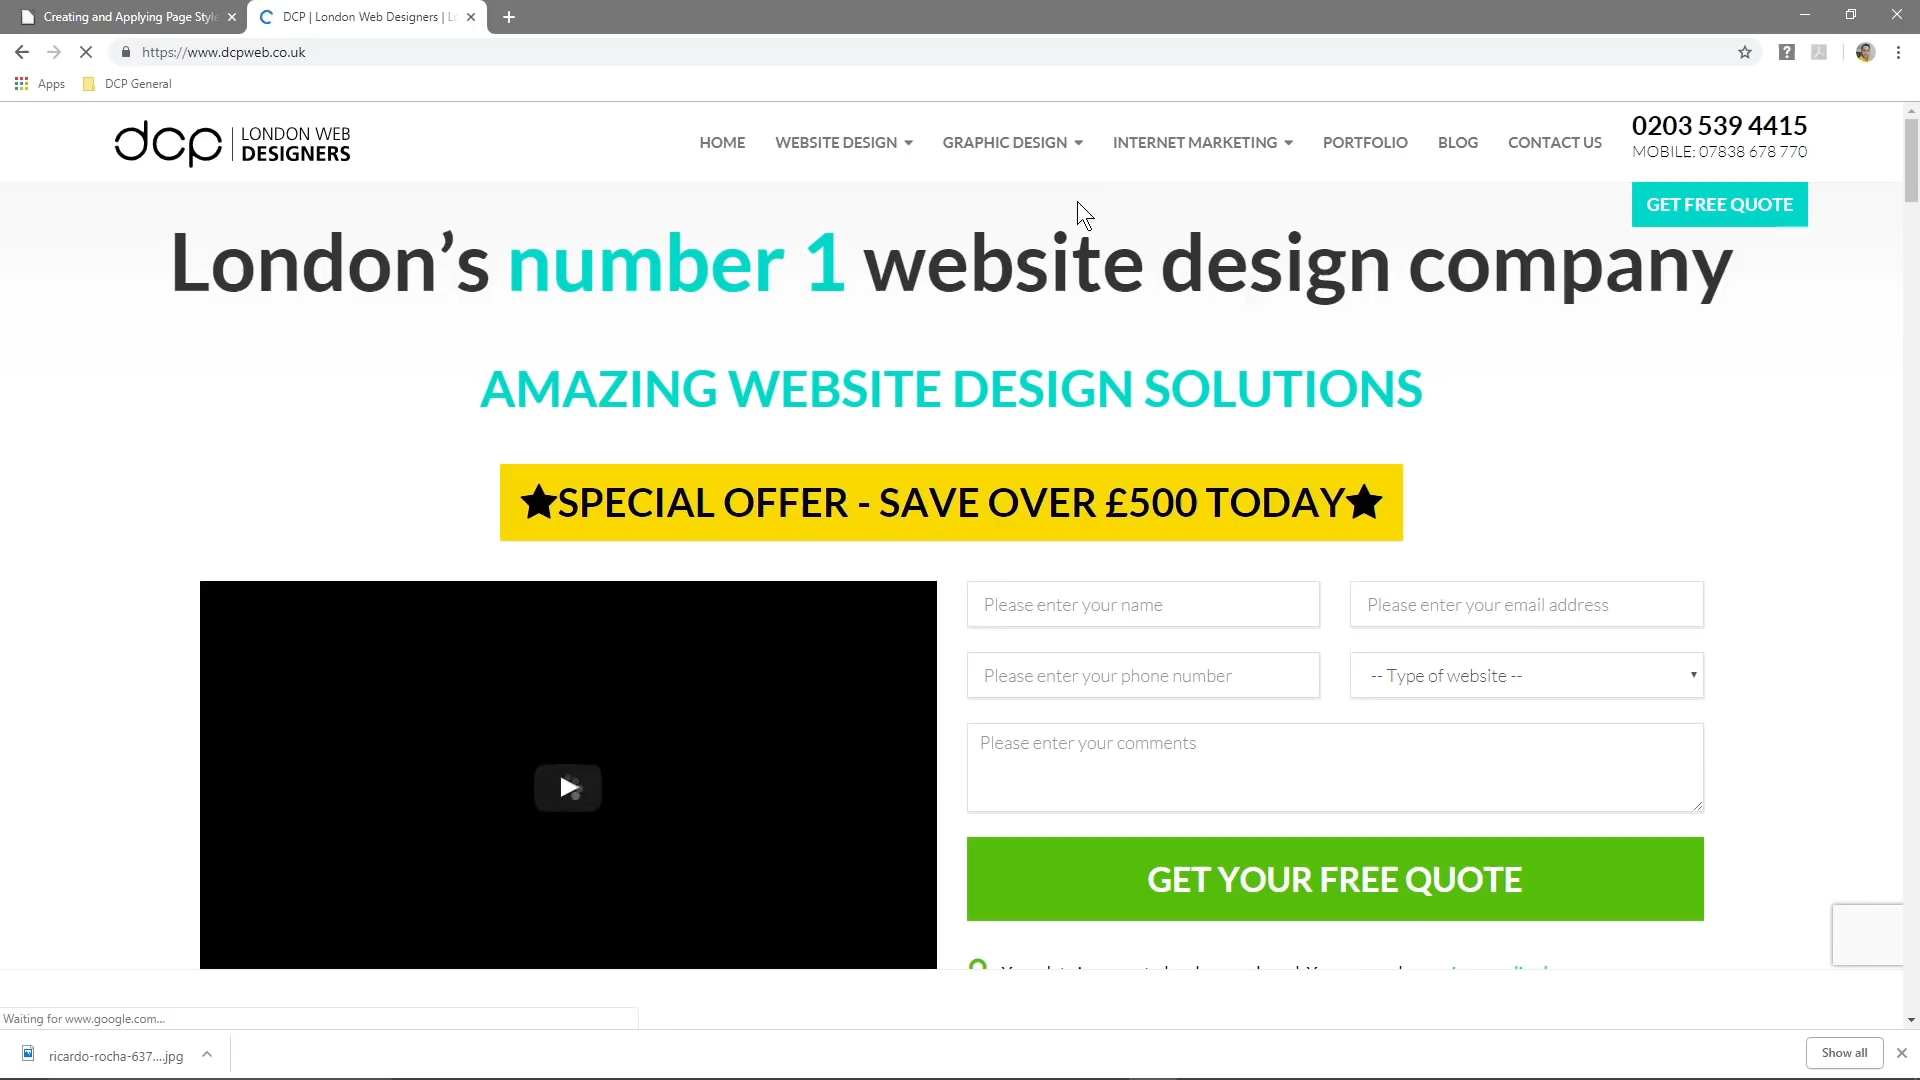 Creating and Applying Page Style
DCP | London Web Designers | Lo
https://www.dcpweb.co.uk
Apps
DCP General
dcp
LONDON WEB
DESIGNERS
HOME
WEBSITE DESIGN
GRAPHIC DESIGN
INTERNET MARKETING
PORTFOLIO
BLOG
CONTACT US
0203 539 4415
MOBILE: 07838 678 770
GET FREE QUOTE
London’s number 1 website design company
AMAZING WEBSITE DESIGN SOLUTIONS
★SPECIAL OFFER - SAVE OVER £500 TODAY★
Please enter your name
Please enter your email address
Please enter your phone number
-- Type of website --
Please enter your comments
GET YOUR FREE QUOTE
Waiting for www.google.com...
ricardo-rocha-637....jpg
Show all